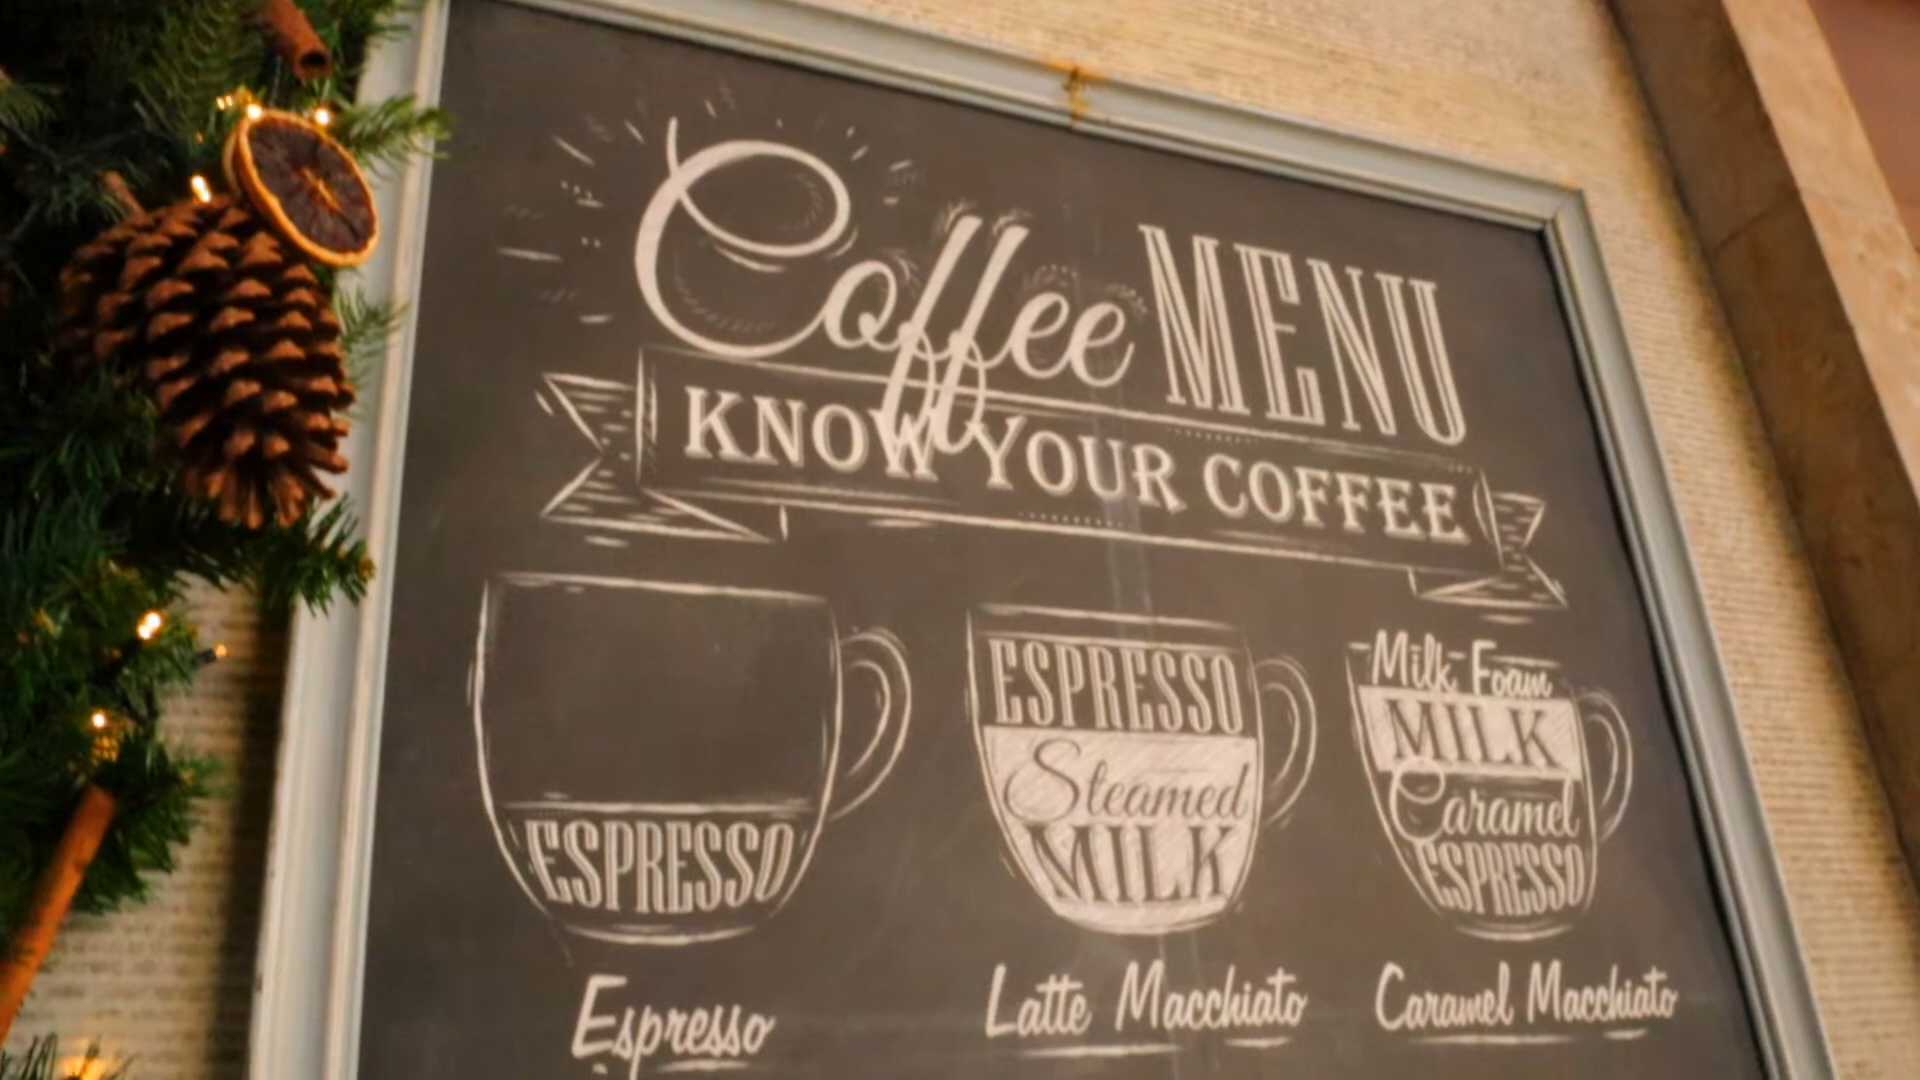 Coffee MENU
KNOW YOUR COFFEE
ESPRESSO
Espresso
ESPRESSO
Steamed
MILK
Latte Macchiato
Milk Foam
MILK
Caramel
ESPRESSO
Caramel Macchiato